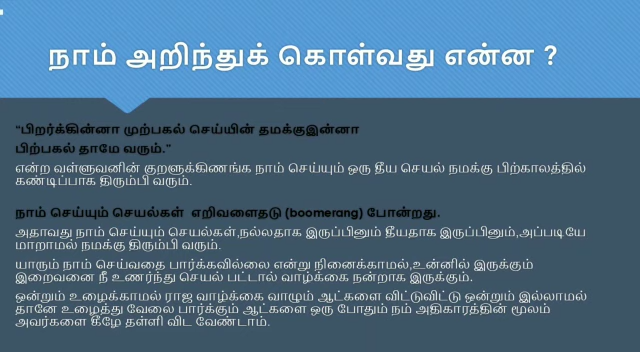 நாம் அறிந்துக் கொள்வது என்ன ?
"பிறர்க்கின்னா முற்பகல் செய்யின் தமக்குஇன்னா
பிற்பகல் தாமே வரும்."
என்ற வள்ளுவனின் குறளுக்கிணங்க நாம் செய்யும் ஒரு தீய செயல் நமக்கு பிற்காலத்தில்
கண்டிப்பாக திரும்பி வரும்.
நாம் செய்யும் செயல்கள் எறிவளைதடு (boomerang) போன்றது.
அதாவது நாம் செய்யும் செயல்கள்,நல்லதாக இருப்பினும் தீயதாக இருப்பினும்,அப்படியே
மாறாமல் நமக்கு திரும்பி வரும்.
யாரும் நாம் செய்வதை பார்க்கவில்லை என்று நினைக்காமல்,உன்னில் இருக்கும்
இறைவனை நீ உணர்ந்து செயல் பட்டால் வாழ்க்கை நன்றாக இருக்கும்.
ஒன்றும் உழைக்காமல் ராஜ வாழ்க்கை வாழும் ஆட்களை விட்டுவிட்டு ஒன்றும் இல்லாமல்
தானே உழைத்து வேலை பார்க்கும் ஆட்களை ஒரு போதும் நம் அதிகாரத்தின் மூலம்
அவர்களை கீழே தள்ளி விட வேண்டாம்.